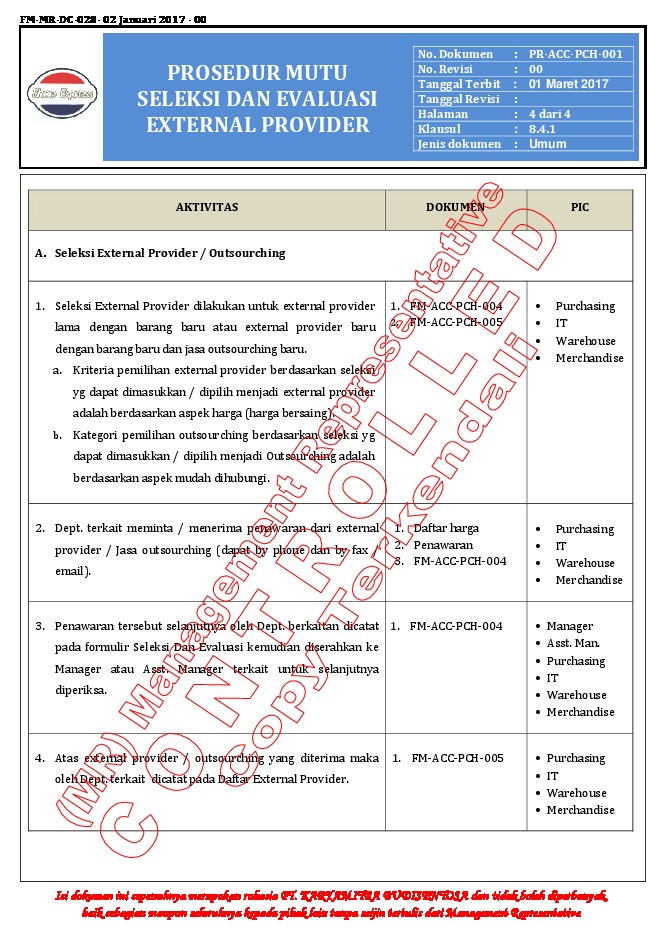 FM-MR-DC-028- 02 Januari 2017 - 00
Shoe Express
PROSEDUR MUTU
SELEKSI DAN EVALUASI
EXTERNAL PROVIDER
No. Dokumen : PR-ACC-PCH-001
No. Revisi : 00
Tanggal Terbit : 01 Maret 2017
Tanggal Revisi :
Halaman : 4 dari 4
Klausul : 8.4.1
Jenis dokumen : Umum
AKTIVITAS DOKUMEN PIC
A. Seleksi External Provider / Outsourching
1. Seleksi External Provider dilakukan untuk external provider
lama dengan barang baru atau external provider baru
dengan barang baru dan jasa outsourching baru.
a. Kriteria pemilihan external provider berdasarkan seleksi
yg dapat dimasukkan / dipilih menjadi external provider
adalah berdasarkan aspek harga (harga bersaing).
b. Kategori pemilihan outsourching berdasarkan seleksi yg
dapat dimasukkan / dipilih menjadi Outsourching adalah
berdasarkan aspek mudah dihubungi.
1. FM-ACC-PCH-004
2. FM-ACC-PCH-005
• Purchasing
• IT
• Warehouse
• Merchandise
2. Dept. terkait meminta / menerima penawaran dari external
provider / Jasa outsourching (dapat by phone dan by fax /
email).
1. Daftar harga
2. Penawaran
3. FM-ACC-PCH-004
• Purchasing
• IT
• Warehouse
• Merchandise
3. Penawaran tersebut selanjutnya oleh Dept. berkaitan dicatat
pada formulir Seleksi Dan Evaluasi kemudian diserahkan ke
Manager atau Asst. Manager terkait untuk selanjutnya
diperiksa.
1. FM-ACC-PCH-004
• Manager
• Asst. Man.
• Purchasing
• IT
• Warehouse
• Merchandise
4. Atas external provider / outsourching yang diterima maka
oleh Dept. terkait dicatat pada Daftar External Provider.
1. FM-ACC-PCH-005
• Purchasing
• IT
• Warehouse
• Merchandise
(MR) Management Representative
CONTROLLED
Copy Terkendali
Isi dokumen ini sepenuhnya merupakan rahasia PT. KARYAMITRA BUDISENTOSA dan tidak boleh diperbanyak,
baik sebagian maupun seluruhnya kepada pihak lain tanpa seijin tertulis dari Management Representative